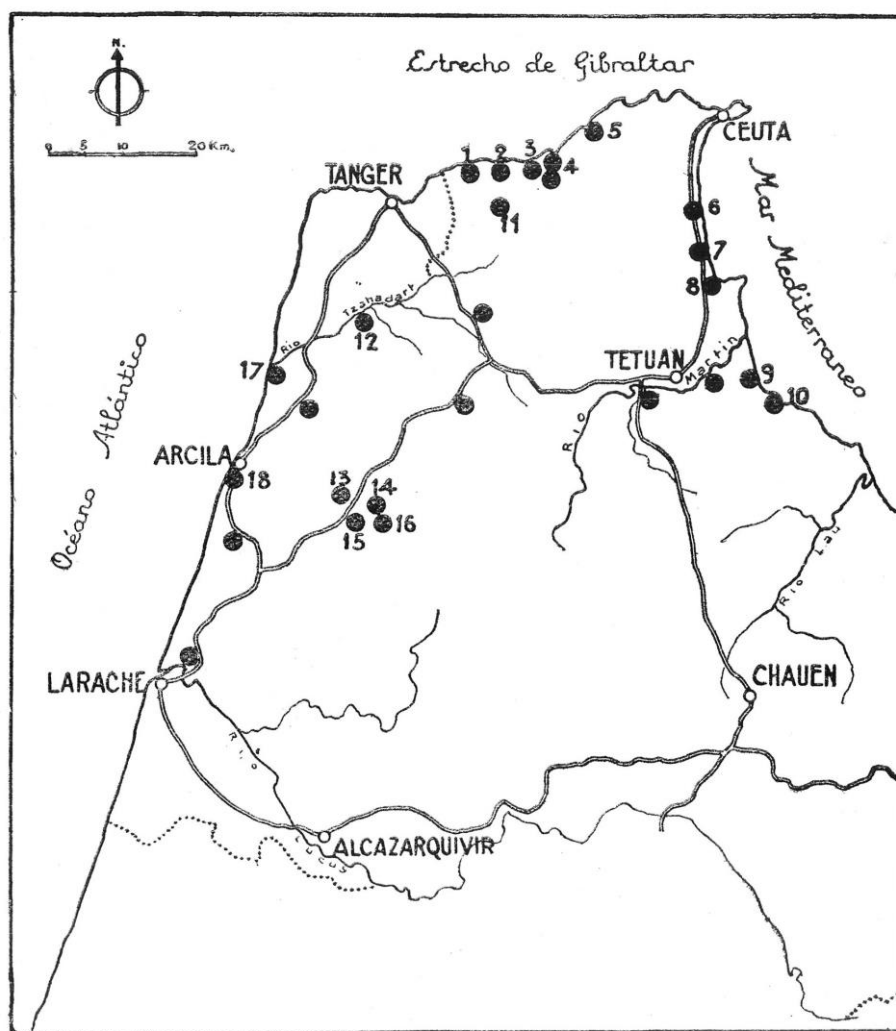 Estrecho de Gibraltar
N.
0 5 10 20 Km.
CEUTA
TANGER
1
2
3
4
5
11
6
7
8
Mar Mediterraneo
Océano Atlántico
Rio Tzahadart
12
17
TETUAN
Rio Martin
9
10
ARCILA
18
13
14
15
16
Rio Lau
LARACHE
CHAUEN
Rio Lucus
ALCAZARQUIVIR